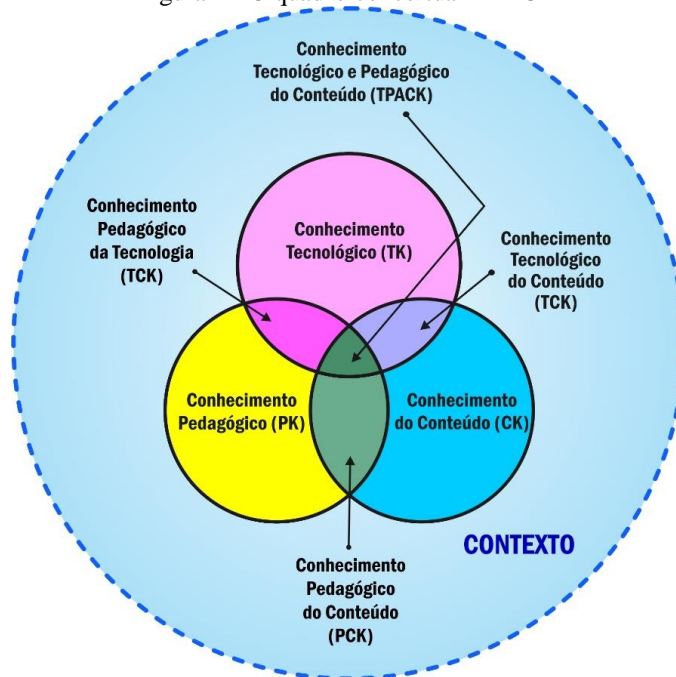 Conhecimento
Tecnológico e Pedagógico
do Conteúdo (TPACK)
Conhecimento
Pedagógico
da Tecnologia
(TCK)
Conhecimento
Tecnológico (TK)
Conhecimento
Tecnológico
do Conteúdo
(TCK)
Conhecimento
Pedagógico (PK)
Conhecimento
do Conteúdo (CK)
CONTEXTO
Conhecimento
Pedagógico
do Conteúdo
(PCK)